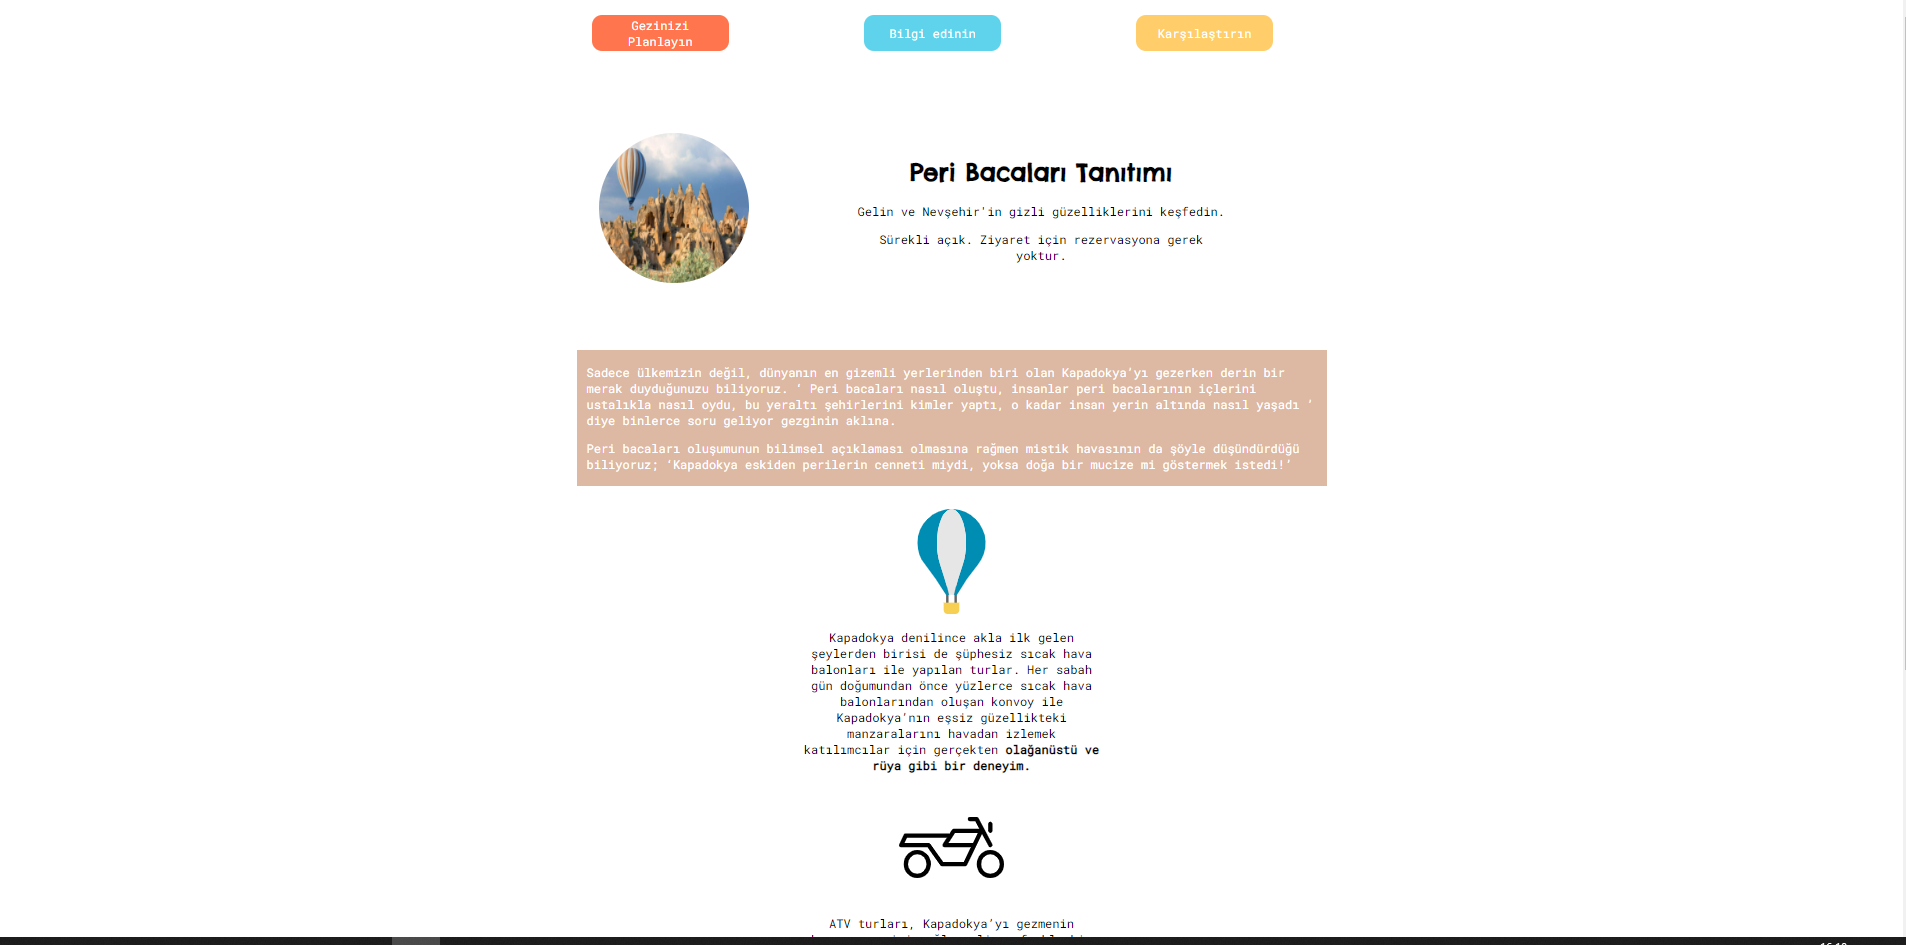 Gezinizi
Planlayın
Bilgi edinin
Karşılaştırın
Peri Bacaları Tanıtımı
Gelin ve Nevşehir'in gizli güzelliklerini keşfedin.
Sürekli açık. Ziyaret için rezervasyona gerek
yoktur.
Sadece ülkemizin değil, dünyanın en gizemli yerlerinden biri olan Kapadokya’yı gezerken derin bir
merak duyduğunuzu biliyoruz. ‘ Peri bacaları nasıl oluştu, insanlar peri bacalarının içlerini
ustalıkla nasıl oydu, bu yeraltı şehirlerini kimler yaptı, o kadar insan yerin altında nasıl yaşadı ‘
diye binlerce soru geliyor gezginin aklına.
Peri bacaları oluşumunun bilimsel açıklaması olmasına rağmen mistik havasının da şöyle düşündürdüğü
biliyoruz; ‘Kapadokya eskiden perilerin cenneti miydi, yoksa doğa bir mucize mi göstermek istedi!’
Kapadokya denilince akla ilk gelen
şeylerden birisi de şüphesiz sıcak hava
balonları ile yapılan turlar. Her sabah
gün doğumundan önce yüzlerce sıcak hava
balonlarından oluşan konvoy ile
Kapadokya’nın eşsiz güzellikteki
manzaralarını havadan izlemek
katılımcılar için gerçekten olağanüstü ve
rüya gibi bir deneyim.
ATV turları, Kapadokya’yı gezmenin